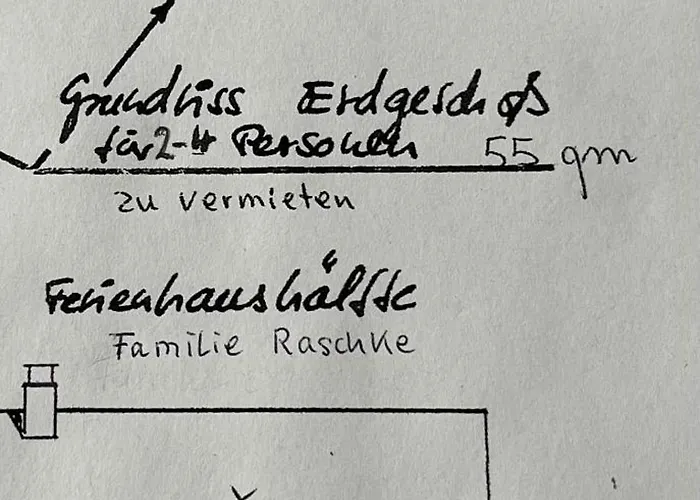 Grundriss Erdgeschoß
für 2-4 Personen 55 qm
zu vermieten
Ferienhaushälfte
Familie Raschke